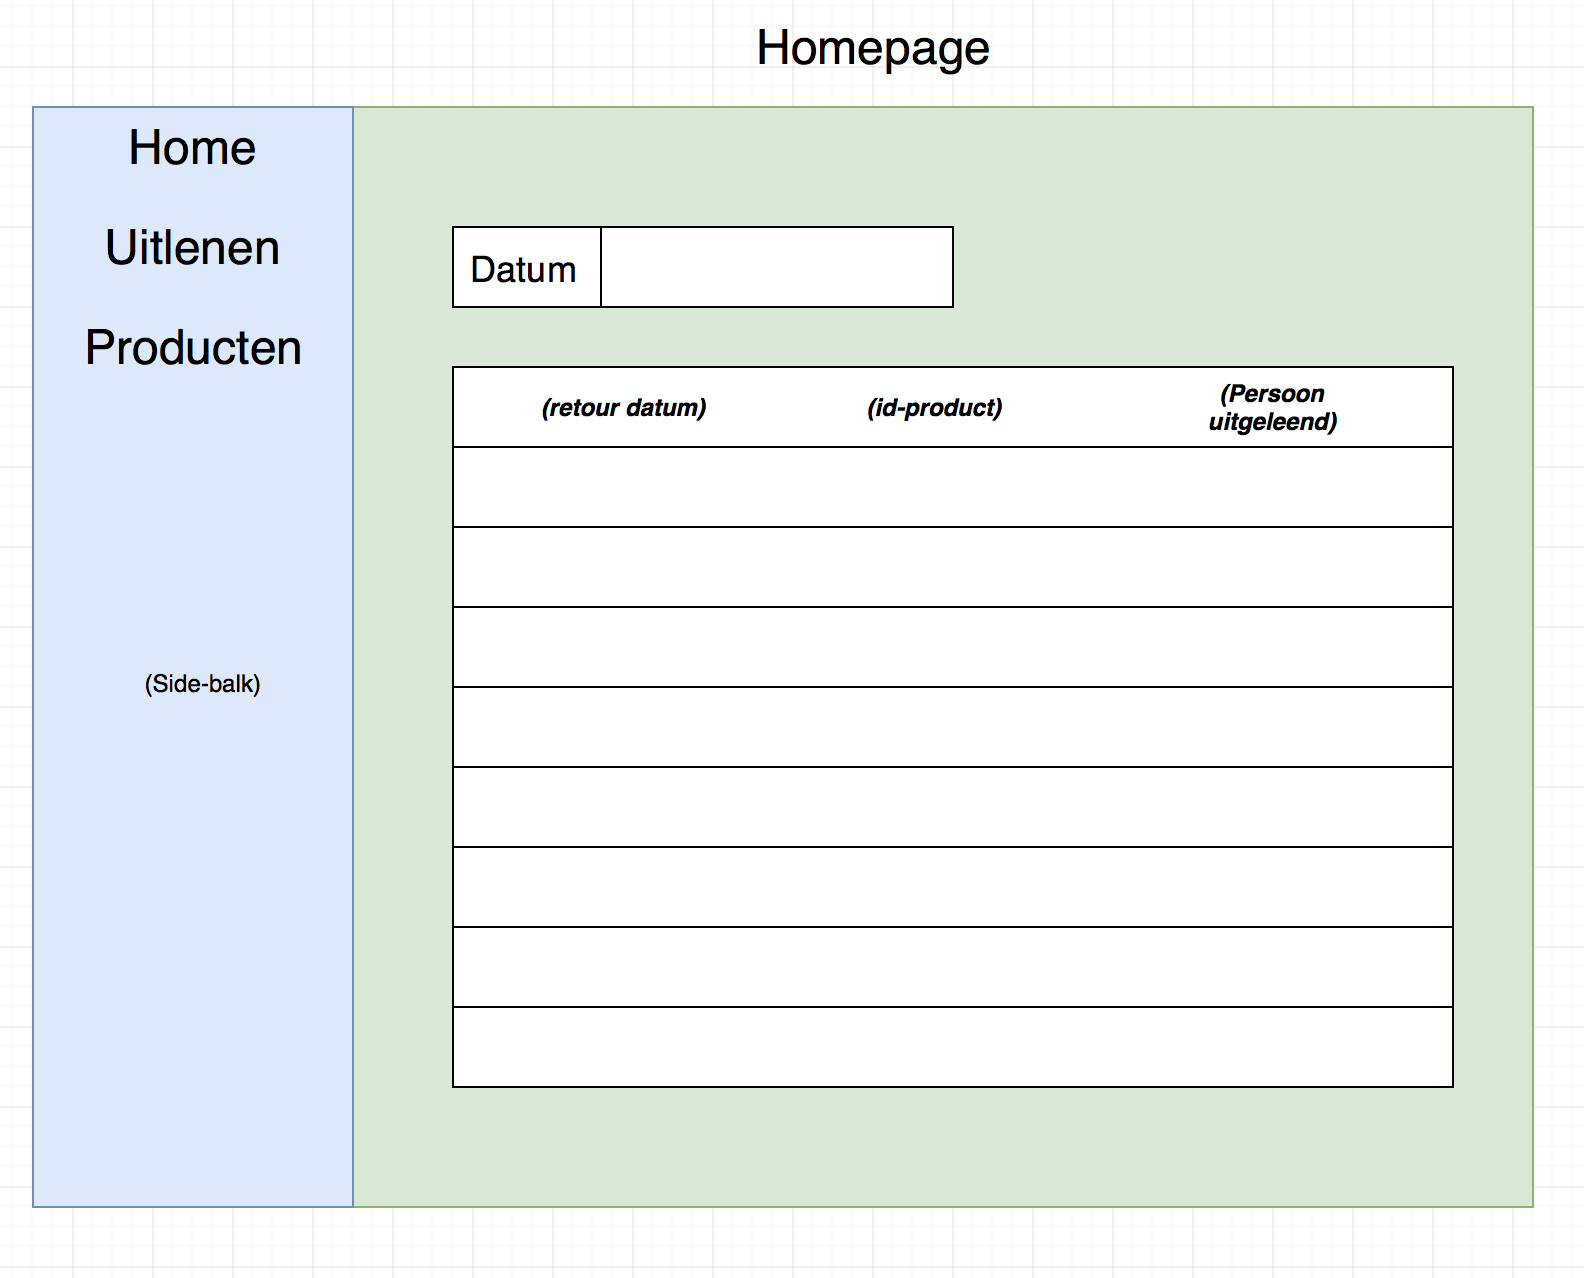 Homepage
Home
Uitlenen
Producten
(Side-balk)
Datum
(retour datum)
(id-product)
(Persoon
uitgeleend)